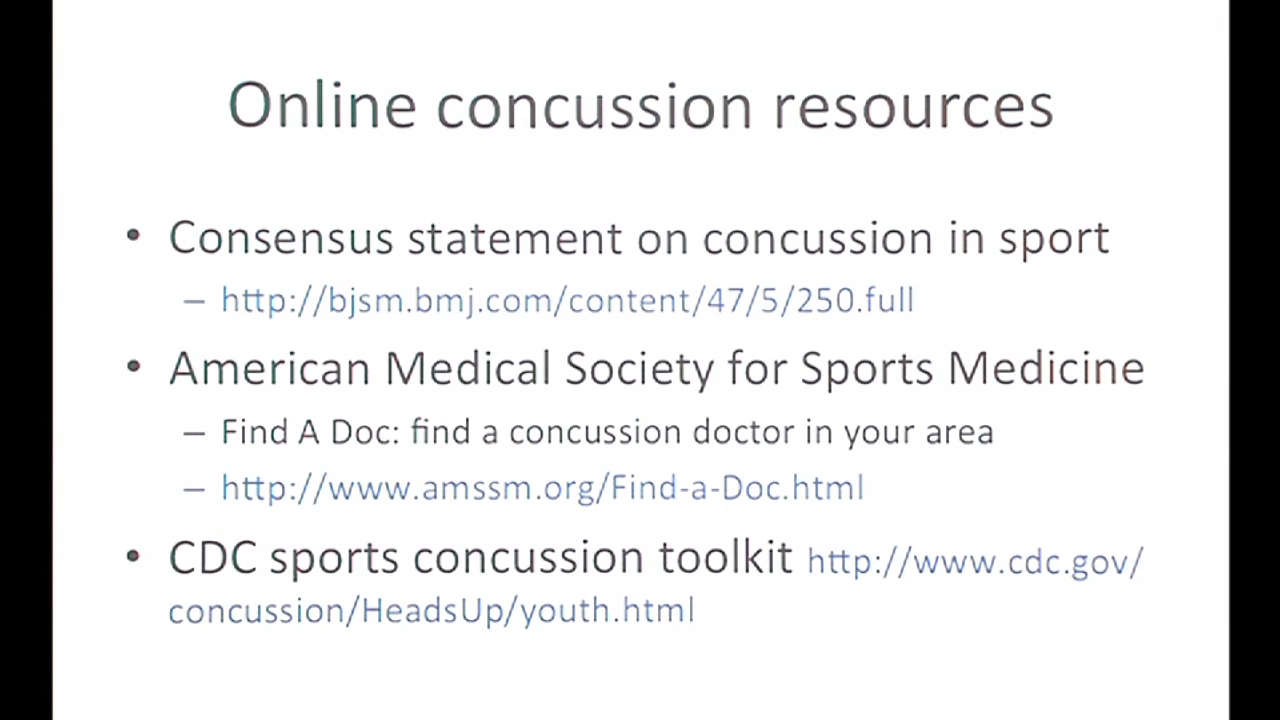 Online concussion resources
• Consensus statement on concussion in sport
– http://bjsm.bmj.com/content/47/5/250.full
• American Medical Society for Sports Medicine
– Find A Doc: find a concussion doctor in your area
– http://www.amssm.org/Find-a-Doc.html
• CDC sports concussion toolkit http://www.cdc.gov/
concussion/HeadsUp/youth.html